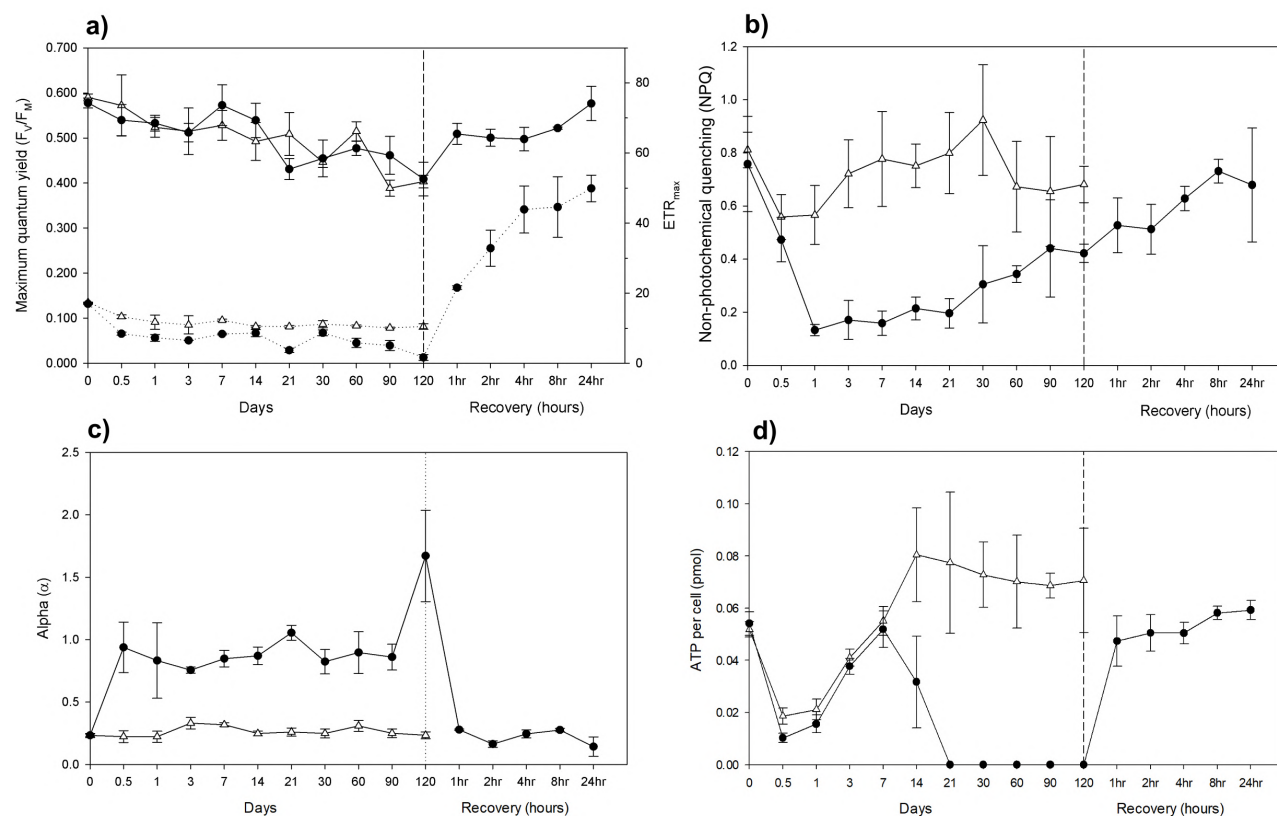 a)
0.700
0.600
0.500
0.400
0.300
0.200
0.100
0.000
Maximum quantum yield (FV/FM)
80
60
40
20
0
ETRmax
0 0.5 1 3 7 14 21 30 60 90 120 1hr 2hr 4hr 8hr 24hr
Days Recovery (hours)
b)
1.2
1.0
0.8
0.6
0.4
0.2
0.0
Non-photochemical quenching (NPQ)
0 0.5 1 3 7 14 21 30 60 90 120 1hr 2hr 4hr 8hr 24hr
Days Recovery (hours)
c)
2.5
2.0
1.5
1.0
0.5
0.0
Alpha (α)
0 0.5 1 3 7 14 21 30 60 90 120 1hr 2hr 4hr 8hr 24hr
Days Recovery (hours)
d)
0.12
0.10
0.08
0.06
0.04
0.02
0.00
ATP per cell (pmol)
0 0.5 1 3 7 14 21 30 60 90 120 1hr 2hr 4hr 8hr 24hr
Days Recovery (hours)